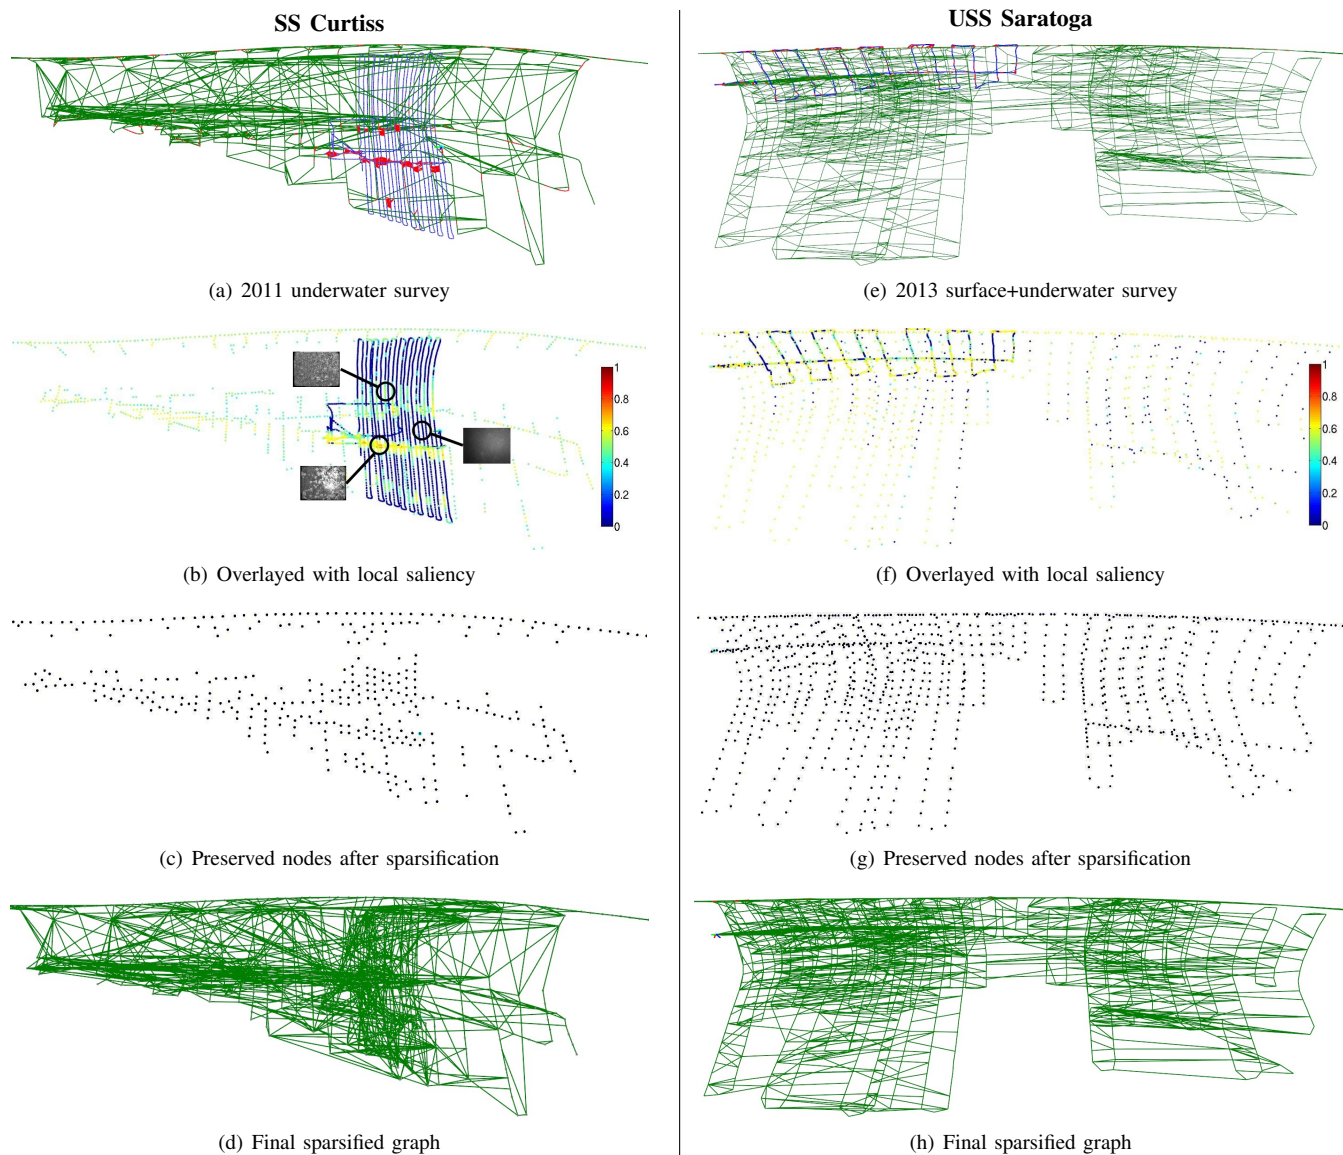 SS Curtiss
(a) 2011 underwater survey
1
0.8
0.6
0.4
0.2
0
(b) Overlayed with local saliency
(c) Preserved nodes after sparsification
(d) Final sparsified graph
USS Saratoga
(e) 2013 surface+underwater survey
1
0.8
0.6
0.4
0.2
0
(f) Overlayed with local saliency
(g) Preserved nodes after sparsification
(h) Final sparsified graph